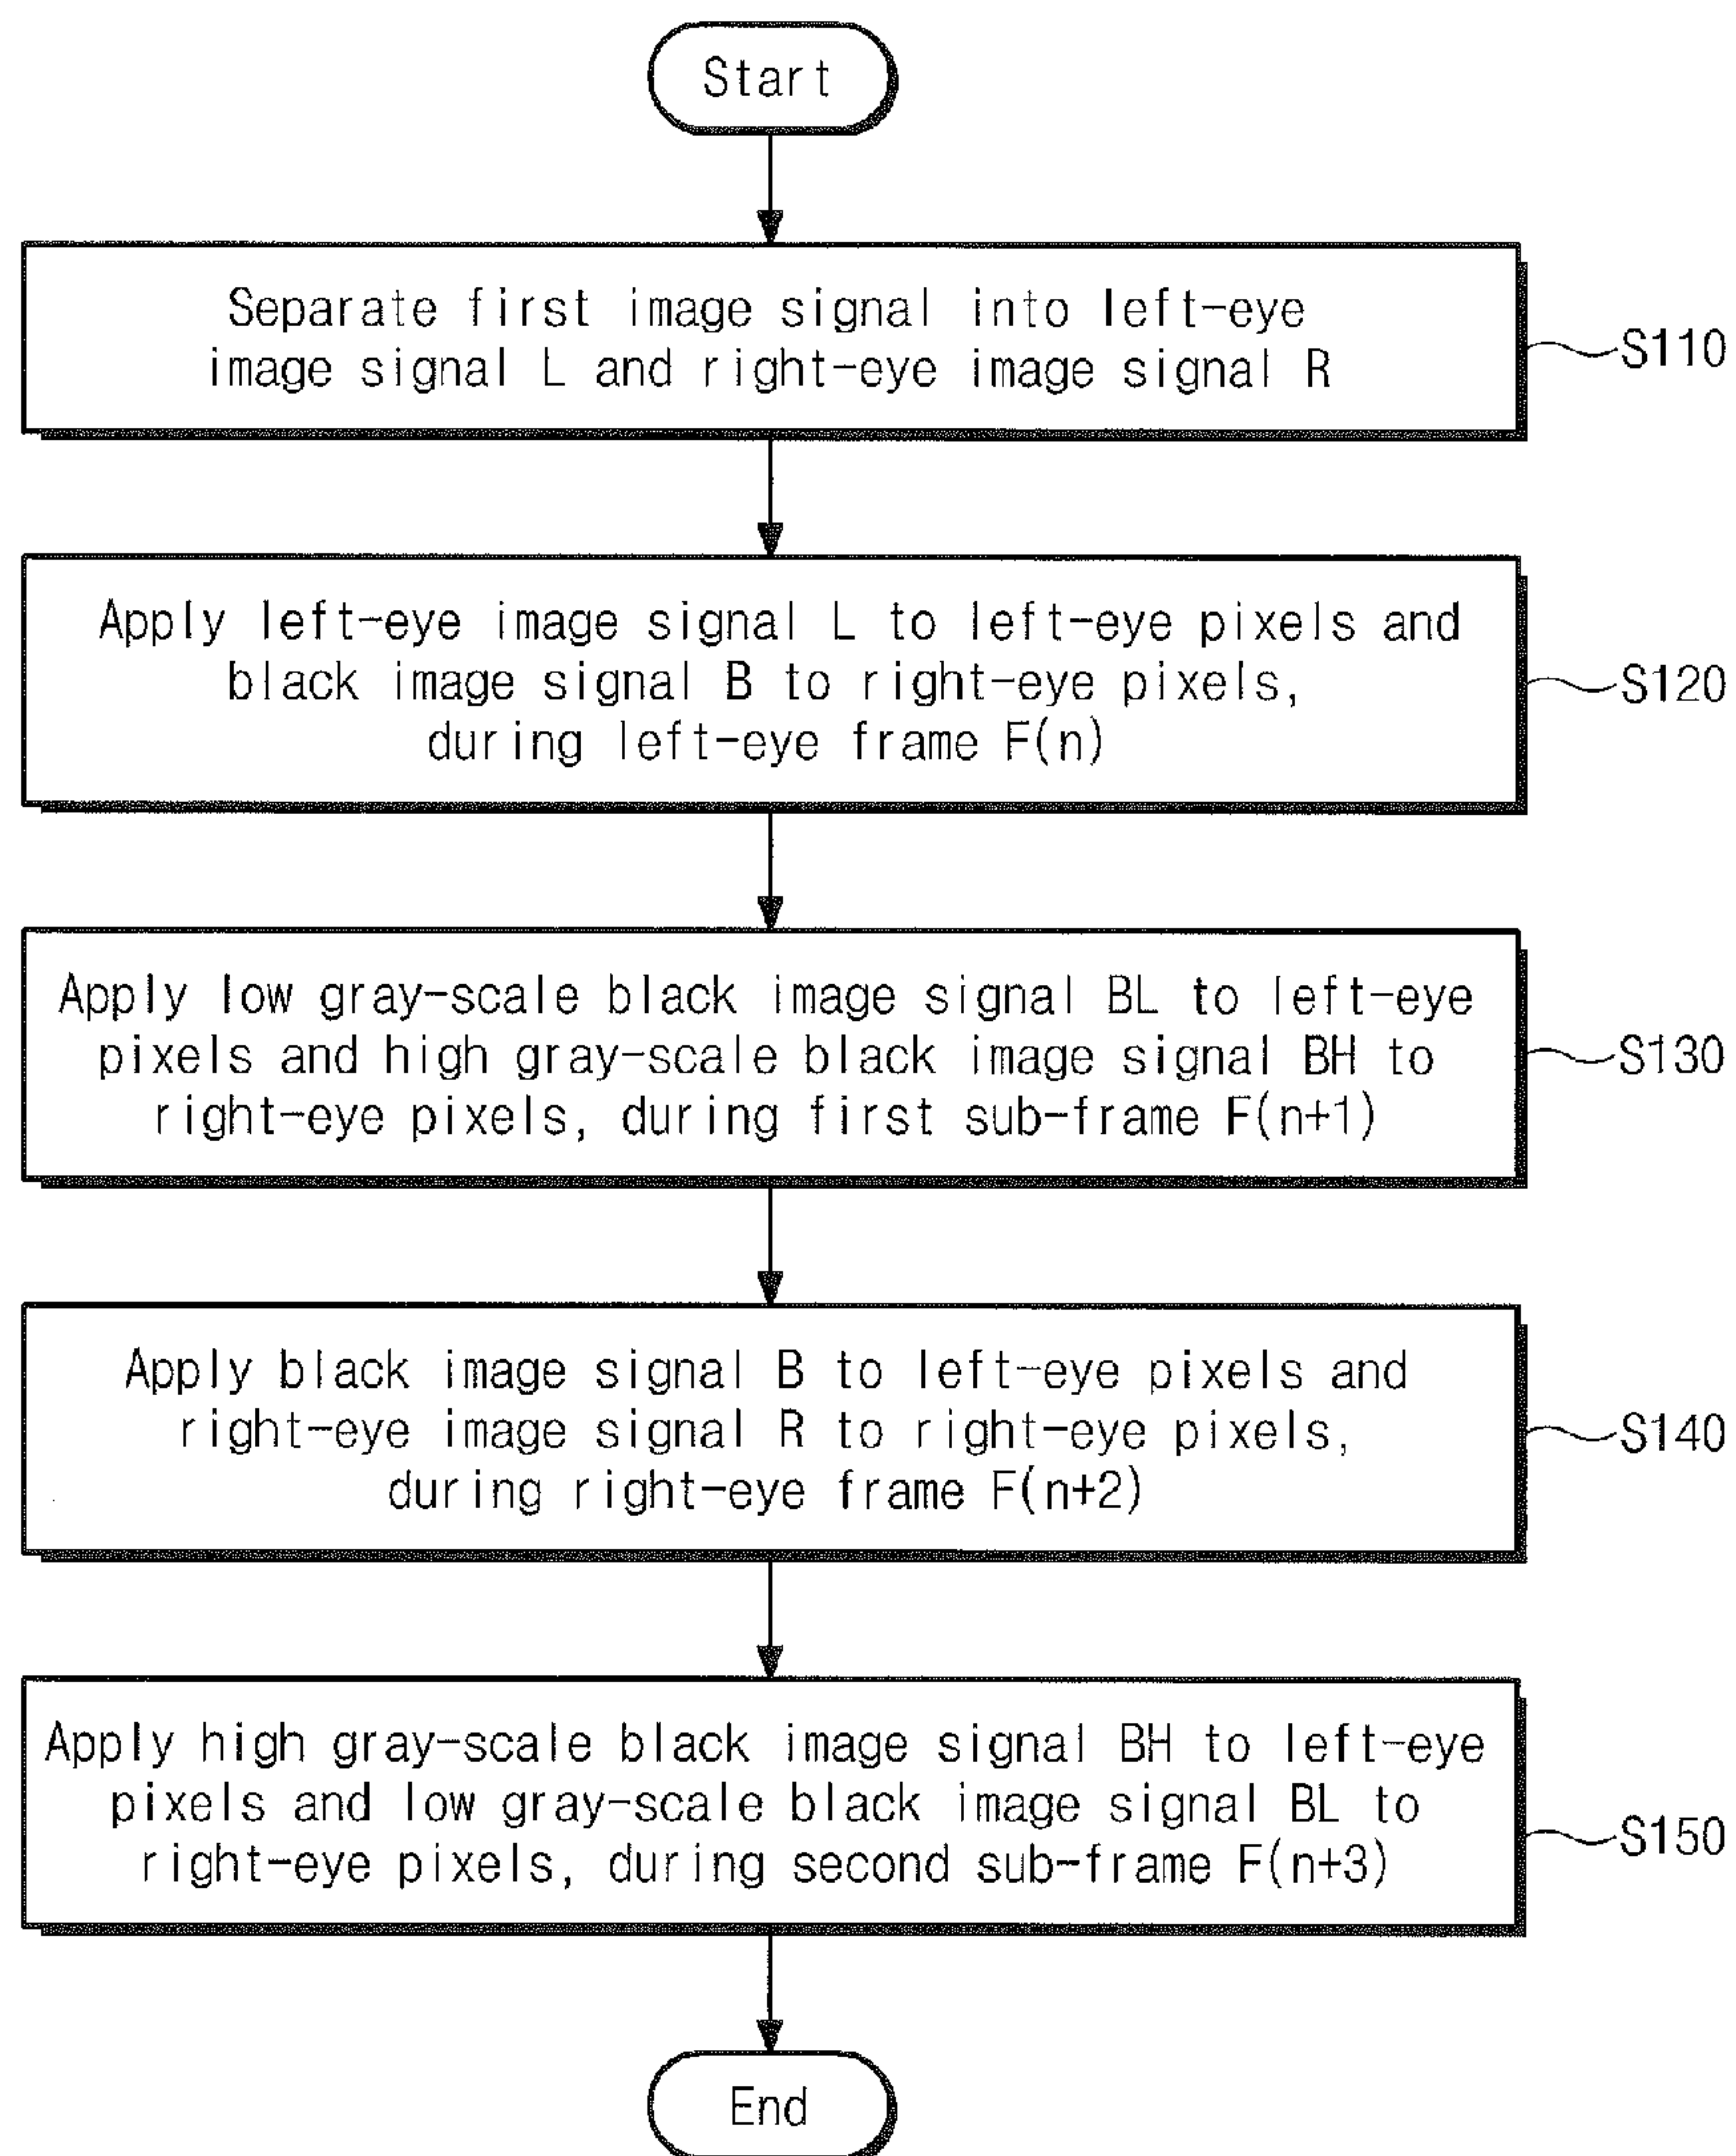 Start
Separate first image signal into left-eye
image signal L and right-eye image signal R
S110
Apply left-eye image signal L to left-eye pixels and
black image signal B to right-eye pixels,
during left-eye frame F(n)
S120
Apply low gray-scale black image signal BL to left-eye
pixels and high gray-scale black image signal BH to
right-eye pixels, during first sub-frame F(n+1)
S130
Apply black image signal B to left-eye pixels and
right-eye image signal R to right-eye pixels,
during right-eye frame F(n+2)
S140
Apply high gray-scale black image signal BH to left-eye
pixels and low gray-scale black image signal BL to
right-eye pixels, during second sub-frame F(n+3)
S150
End